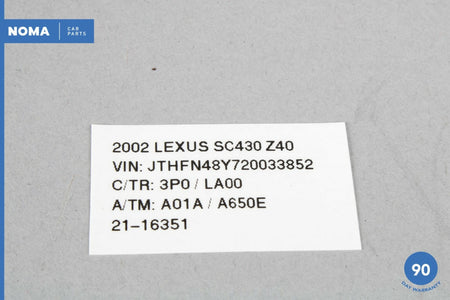 NOMA CAR
PARTS
2002 LEXUS SC430 Z40
VIN: JTHFN48Y720033852
C/TR: 3P0 / LA00
A/TM: A01A / A650E
21-16351
90
DAY WARRANTY